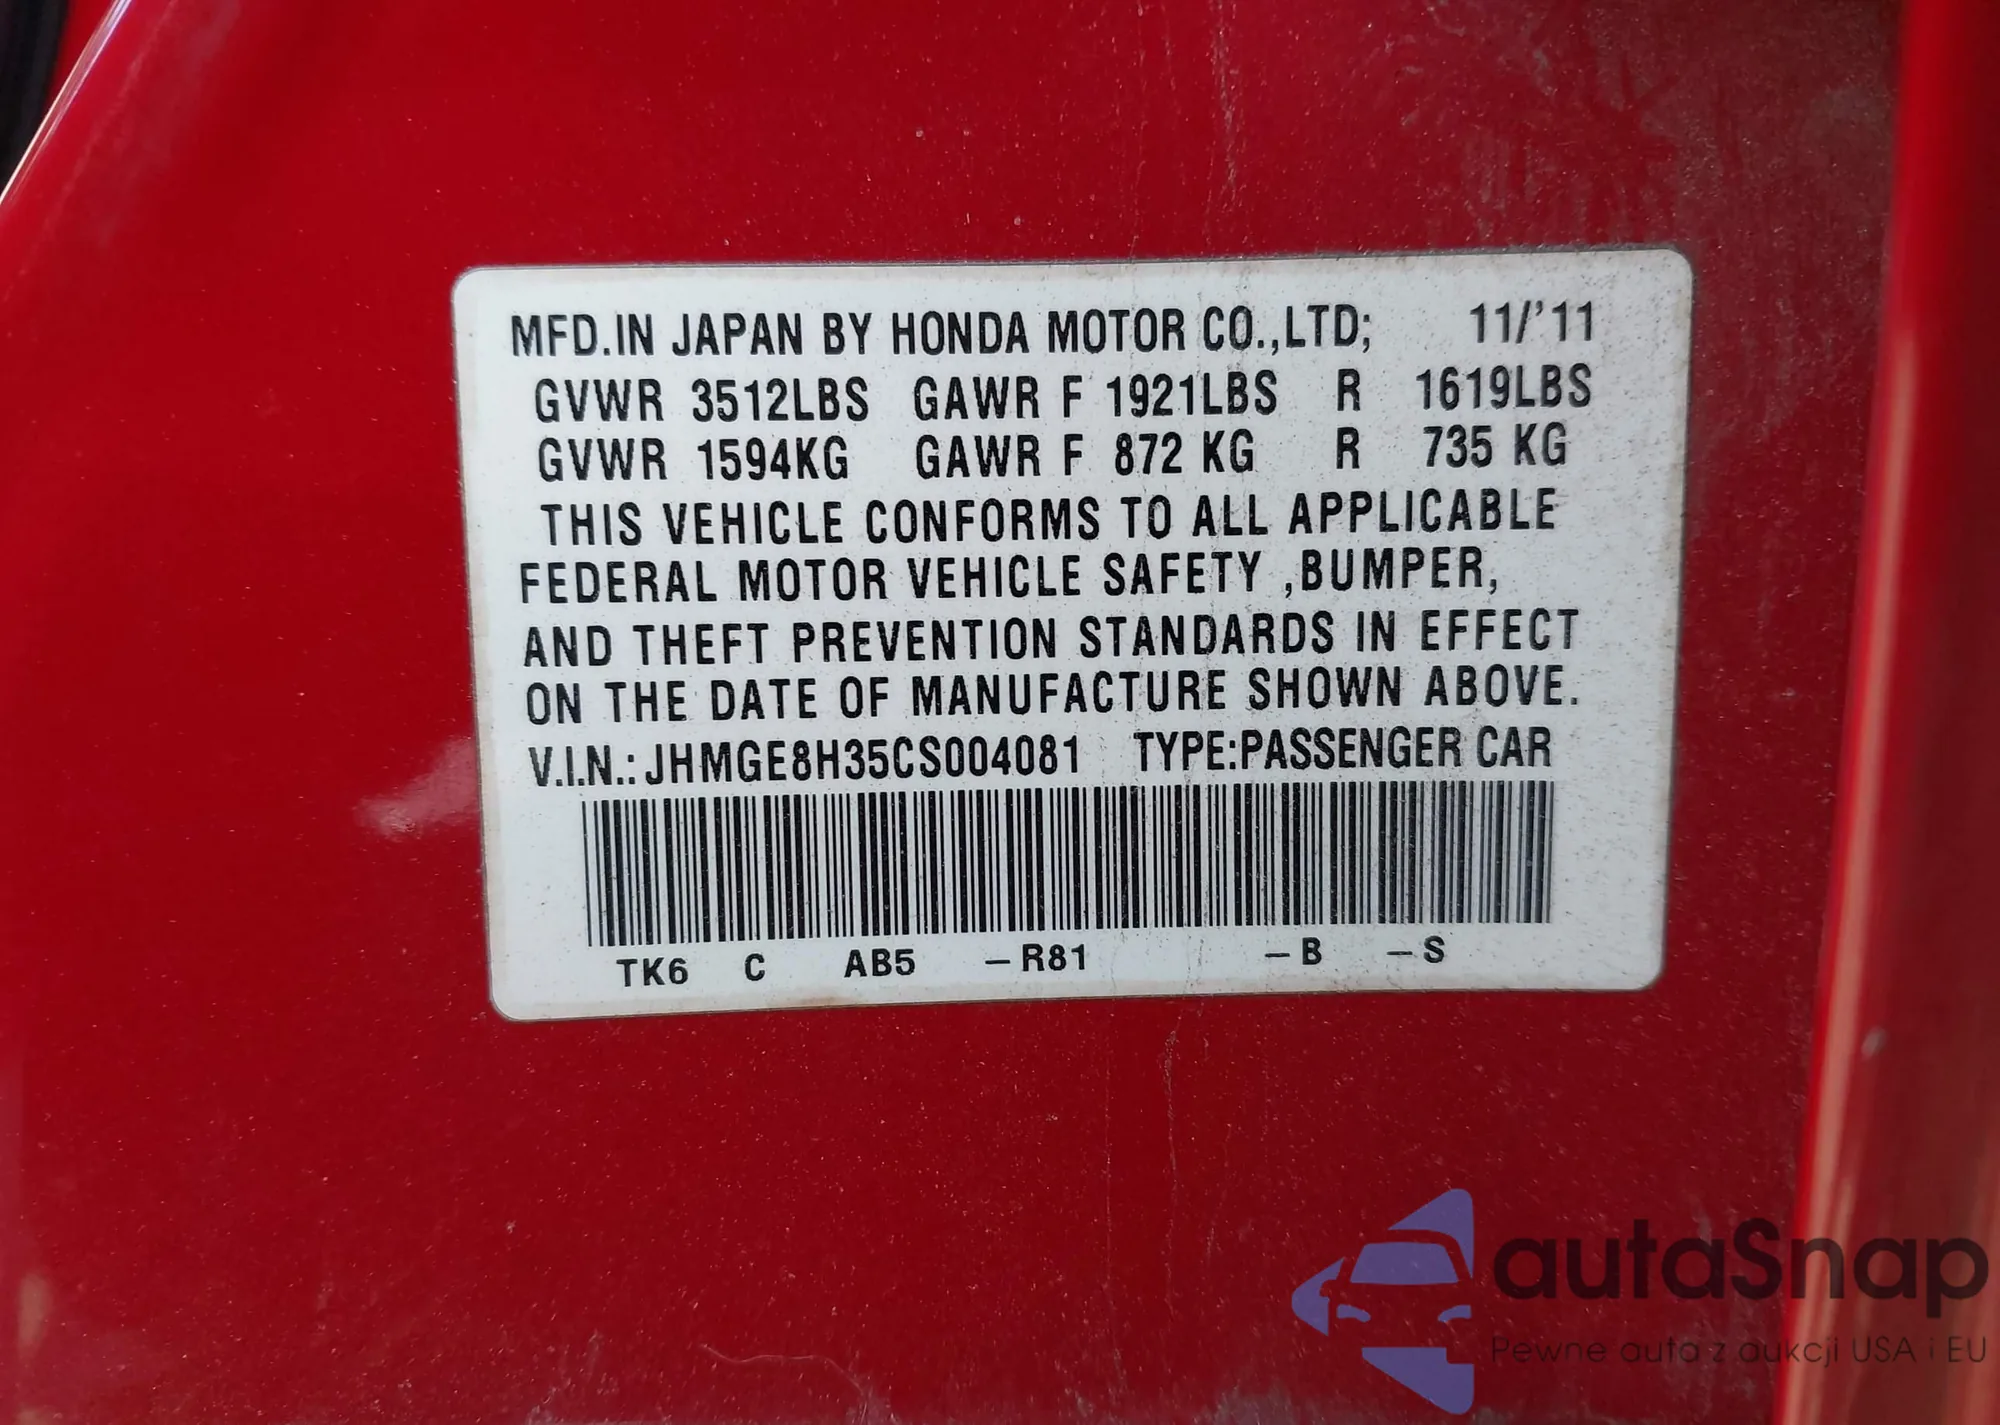 MFD.IN JAPAN BY HONDA MOTOR CO.,LTD; 11/'11
GVWR 3512LBS GAWR F 1921LBS R 1619LBS
GVWR 1594KG GAWR F 872 KG R 735 KG
THIS VEHICLE CONFORMS TO ALL APPLICABLE
FEDERAL MOTOR VEHICLE SAFETY ,BUMPER,
AND THEFT PREVENTION STANDARDS IN EFFECT
ON THE DATE OF MANUFACTURE SHOWN ABOVE.
V.I.N.: JHMGE8H35CS004081 TYPE:PASSENGER CAR
TK6 C AB5 –R81 –B –S
autaSnap
Pewne auta z aukcji USA i EU